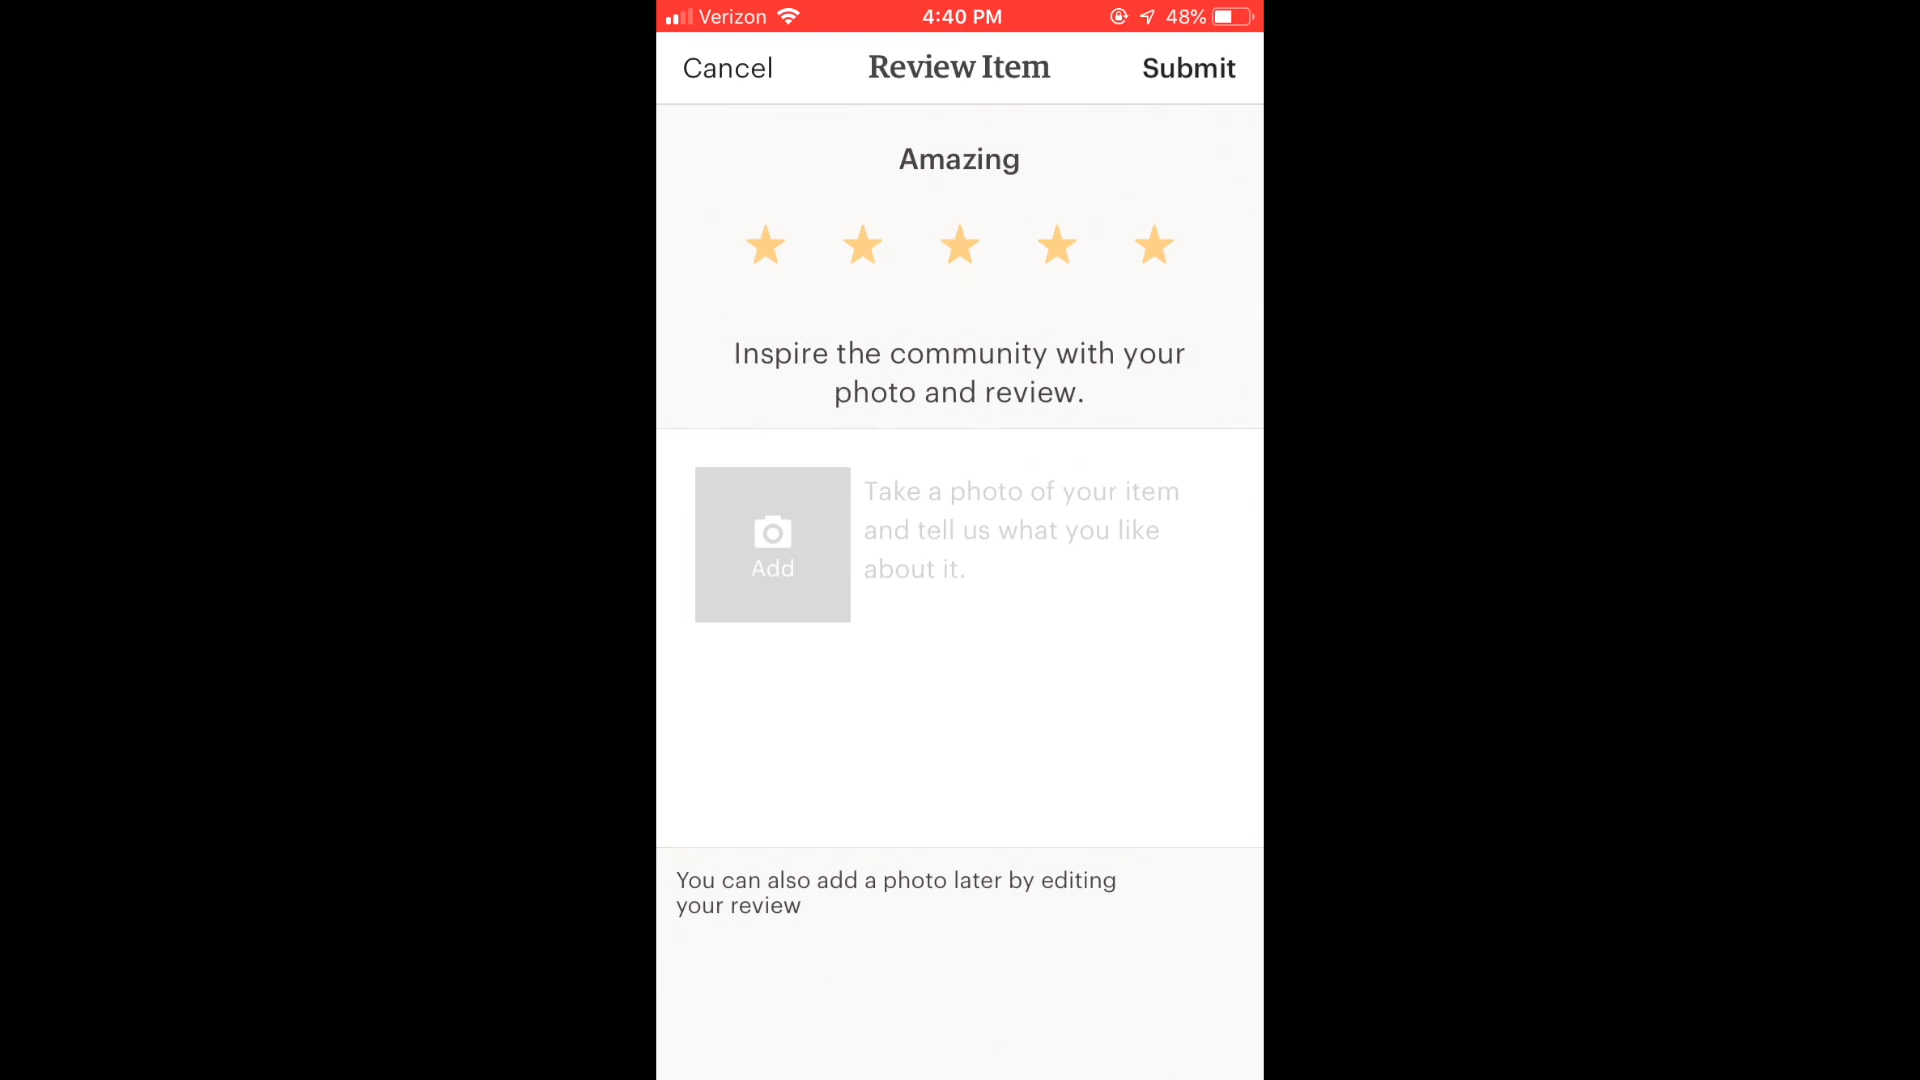 Verizon 4:40 PM 48%
Cancel Review Item Submit
Amazing
Inspire the community with your
photo and review.
Take a photo of your item
and tell us what you like
about it.
Add
You can also add a photo later by editing
your review